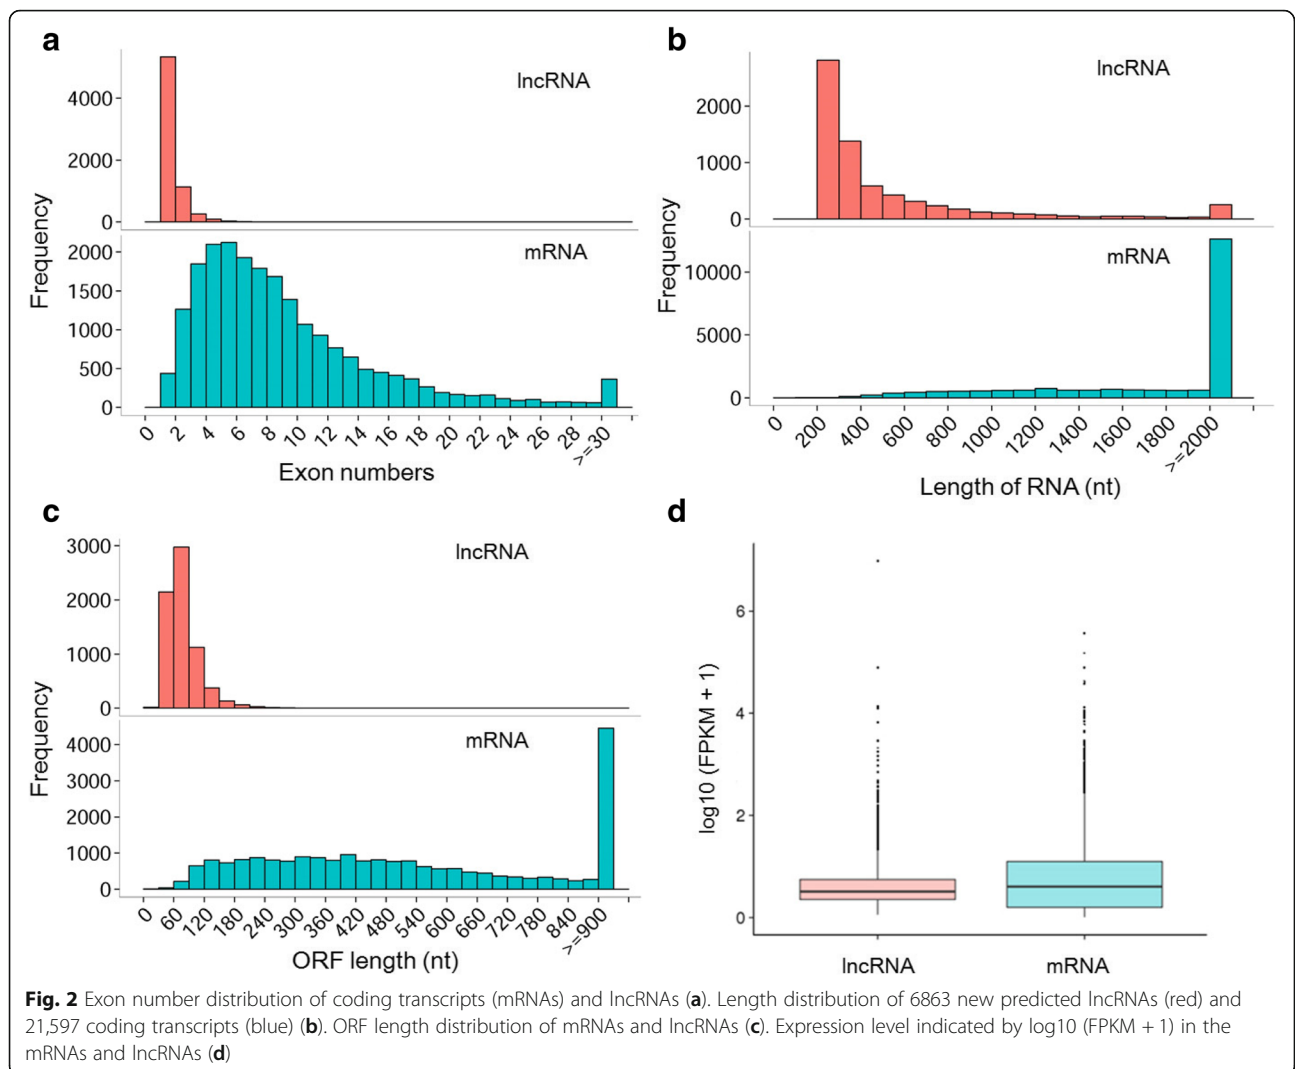 a
lncRNA
4000
2000
0
mRNA
2000
1500
1000
500
0
Frequency
0 2 4 6 8 10 12 14 16 18 20 22 24 26 28 >=30
Exon numbers
b
lncRNA
2000
1000
0
mRNA
10000
5000
0
Frequency
0 200 400 600 800 1000 1200 1400 1600 1800 >=2000
Length of RNA (nt)
c
lncRNA
3000
2000
1000
0
mRNA
4000
3000
2000
1000
0
Frequency
0 60 120 180 240 300 360 420 480 540 600 660 720 780 840 >=900
ORF length (nt)
d
6
4
2
0
log10 (FPKM + 1)
lncRNA mRNA
Fig. 2 Exon number distribution of coding transcripts (mRNAs) and lncRNAs (a). Length distribution of 6863 new predicted lncRNAs (red) and
21,597 coding transcripts (blue) (b). ORF length distribution of mRNAs and lncRNAs (c). Expression level indicated by log10 (FPKM + 1) in the
mRNAs and lncRNAs (d)